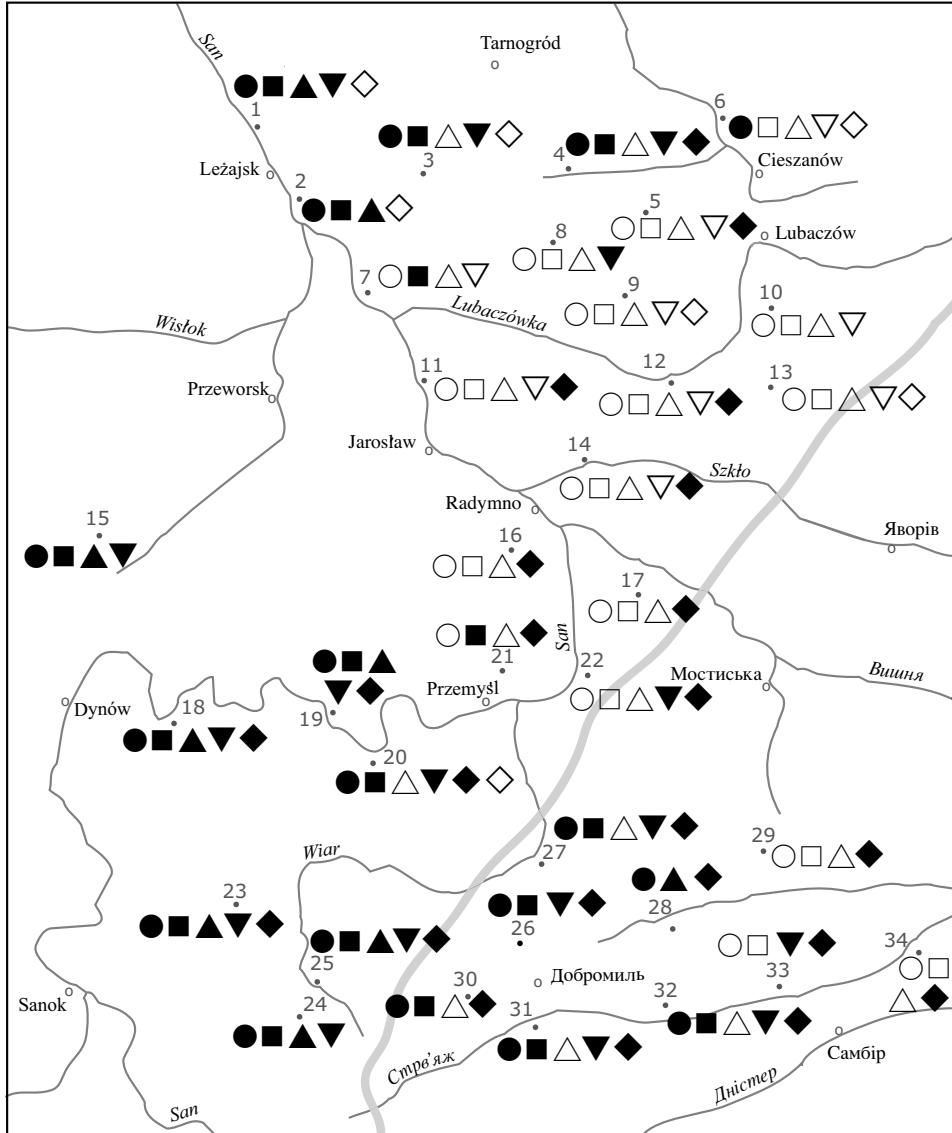 San
Tarnogród
1
3
6
4
Cieszanów
Leżajsk
2
5
8
Lubaczów
7
9
10
Lubaczówka
Wisłok
11
12
13
Przeworsk
Jarosław
14
Szkło
Radymno
15
16
Яворів
17
San
21
22
Мостиська
Вишня
Dynów
18
19
Przemyśl
20
27
29
Wiar
23
26
28
34
25
33
Добромиль
Sanok
24
30
31
32
Самбір
Стрв'яж
Дністер
San